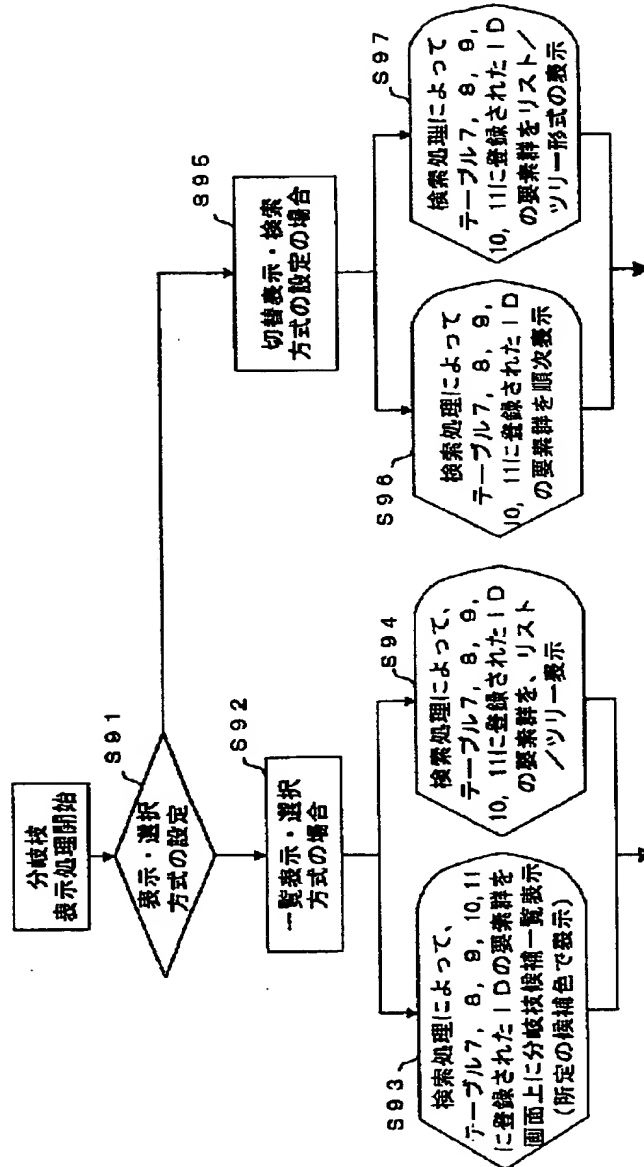 分岐枝
表示処理開始
S91
表示・選択
方式の設定
S92
一覧表示・選択
方式の場合
S93
検索処理によって、
テーブル7, 8, 9, 10, 11
に登録されたIDの要素群を
画面上に分岐枝候補一覧表示
(所定の候補色で表示)
S94
検索処理によって、
テーブル7, 8, 9,
10, 11に登録されたID
の要素群を、リスト
/ツリー表示
S95
切替表示・検索
方式の設定の場合
S96
検索処理によって
テーブル7, 8, 9,
10, 11に登録されたID
の要素群を順次表示
S97
検索処理によって
テーブル7, 8, 9,
10, 11に登録されたID
の要素群をリスト/
ツリー形式の表示